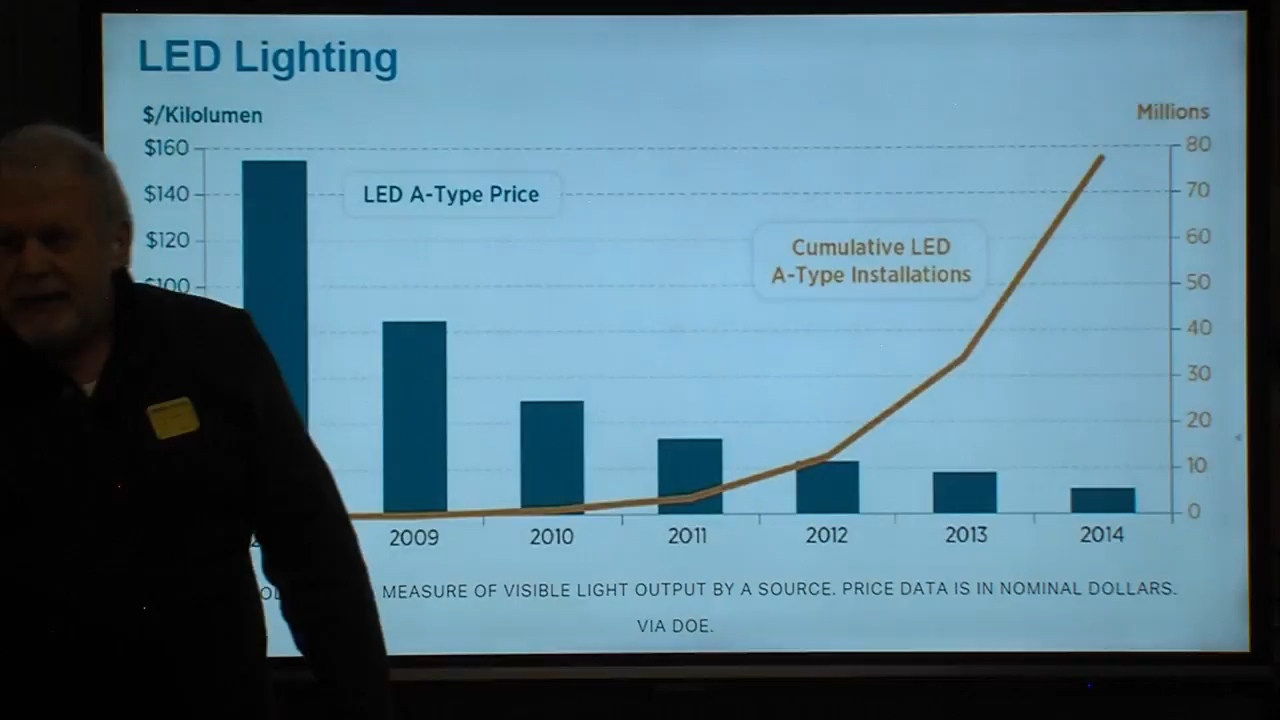 LED Lighting
$/Kilolumen
Millions
$160
$140
$120
$100
LED A-Type Price
Cumulative LED
A-Type Installations
80
70
60
50
40
30
20
10
0
2009
2010
2011
2012
2013
2014
MEASURE OF VISIBLE LIGHT OUTPUT BY A SOURCE. PRICE DATA IS IN NOMINAL DOLLARS.
VIA DOE.